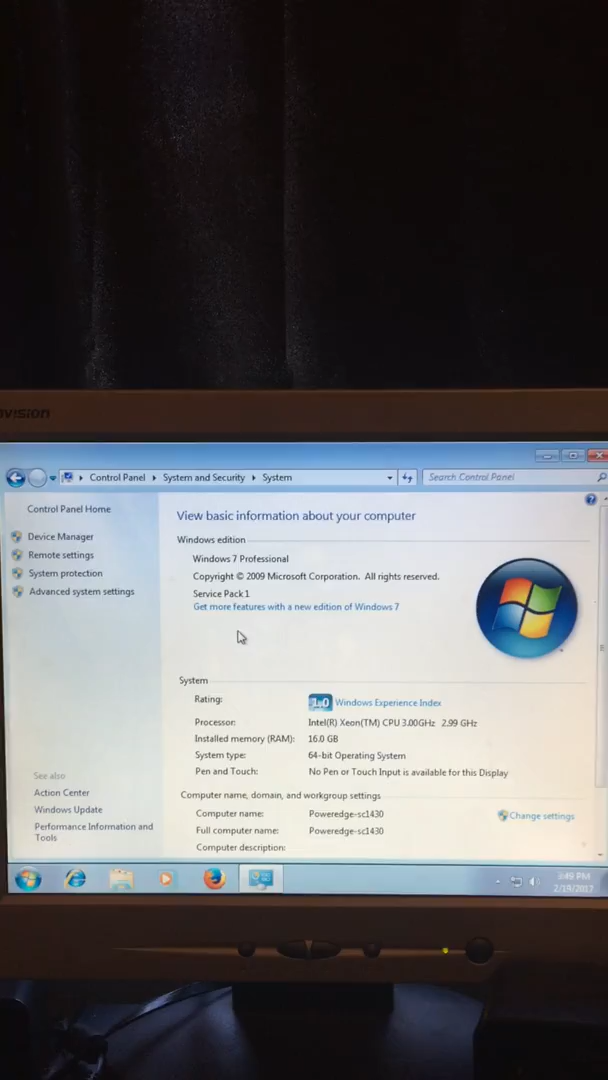 nvision
Control Panel
System and Security
System
Search Control Panel
Control Panel Home
Device Manager
Remote settings
System protection
Advanced system settings
View basic information about your computer
Windows edition
Windows 7 Professional
Copyright © 2009 Microsoft Corporation. All rights reserved.
Service Pack 1
Get more features with a new edition of Windows 7
System
Rating:
1.0 Windows Experience Index
Processor:
Intel(R) Xeon(TM) CPU 3.00GHz 2.99 GHz
Installed memory (RAM):
16.0 GB
System type:
64-bit Operating System
Pen and Touch:
No Pen or Touch Input is available for this Display
Computer name, domain, and workgroup settings
Computer name:
Poweredge-sc1430
Change settings
Full computer name:
Poweredge-sc1430
Computer description:
See also
Action Center
Windows Update
Performance Information and
Tools
3:49 PM
2/19/2017